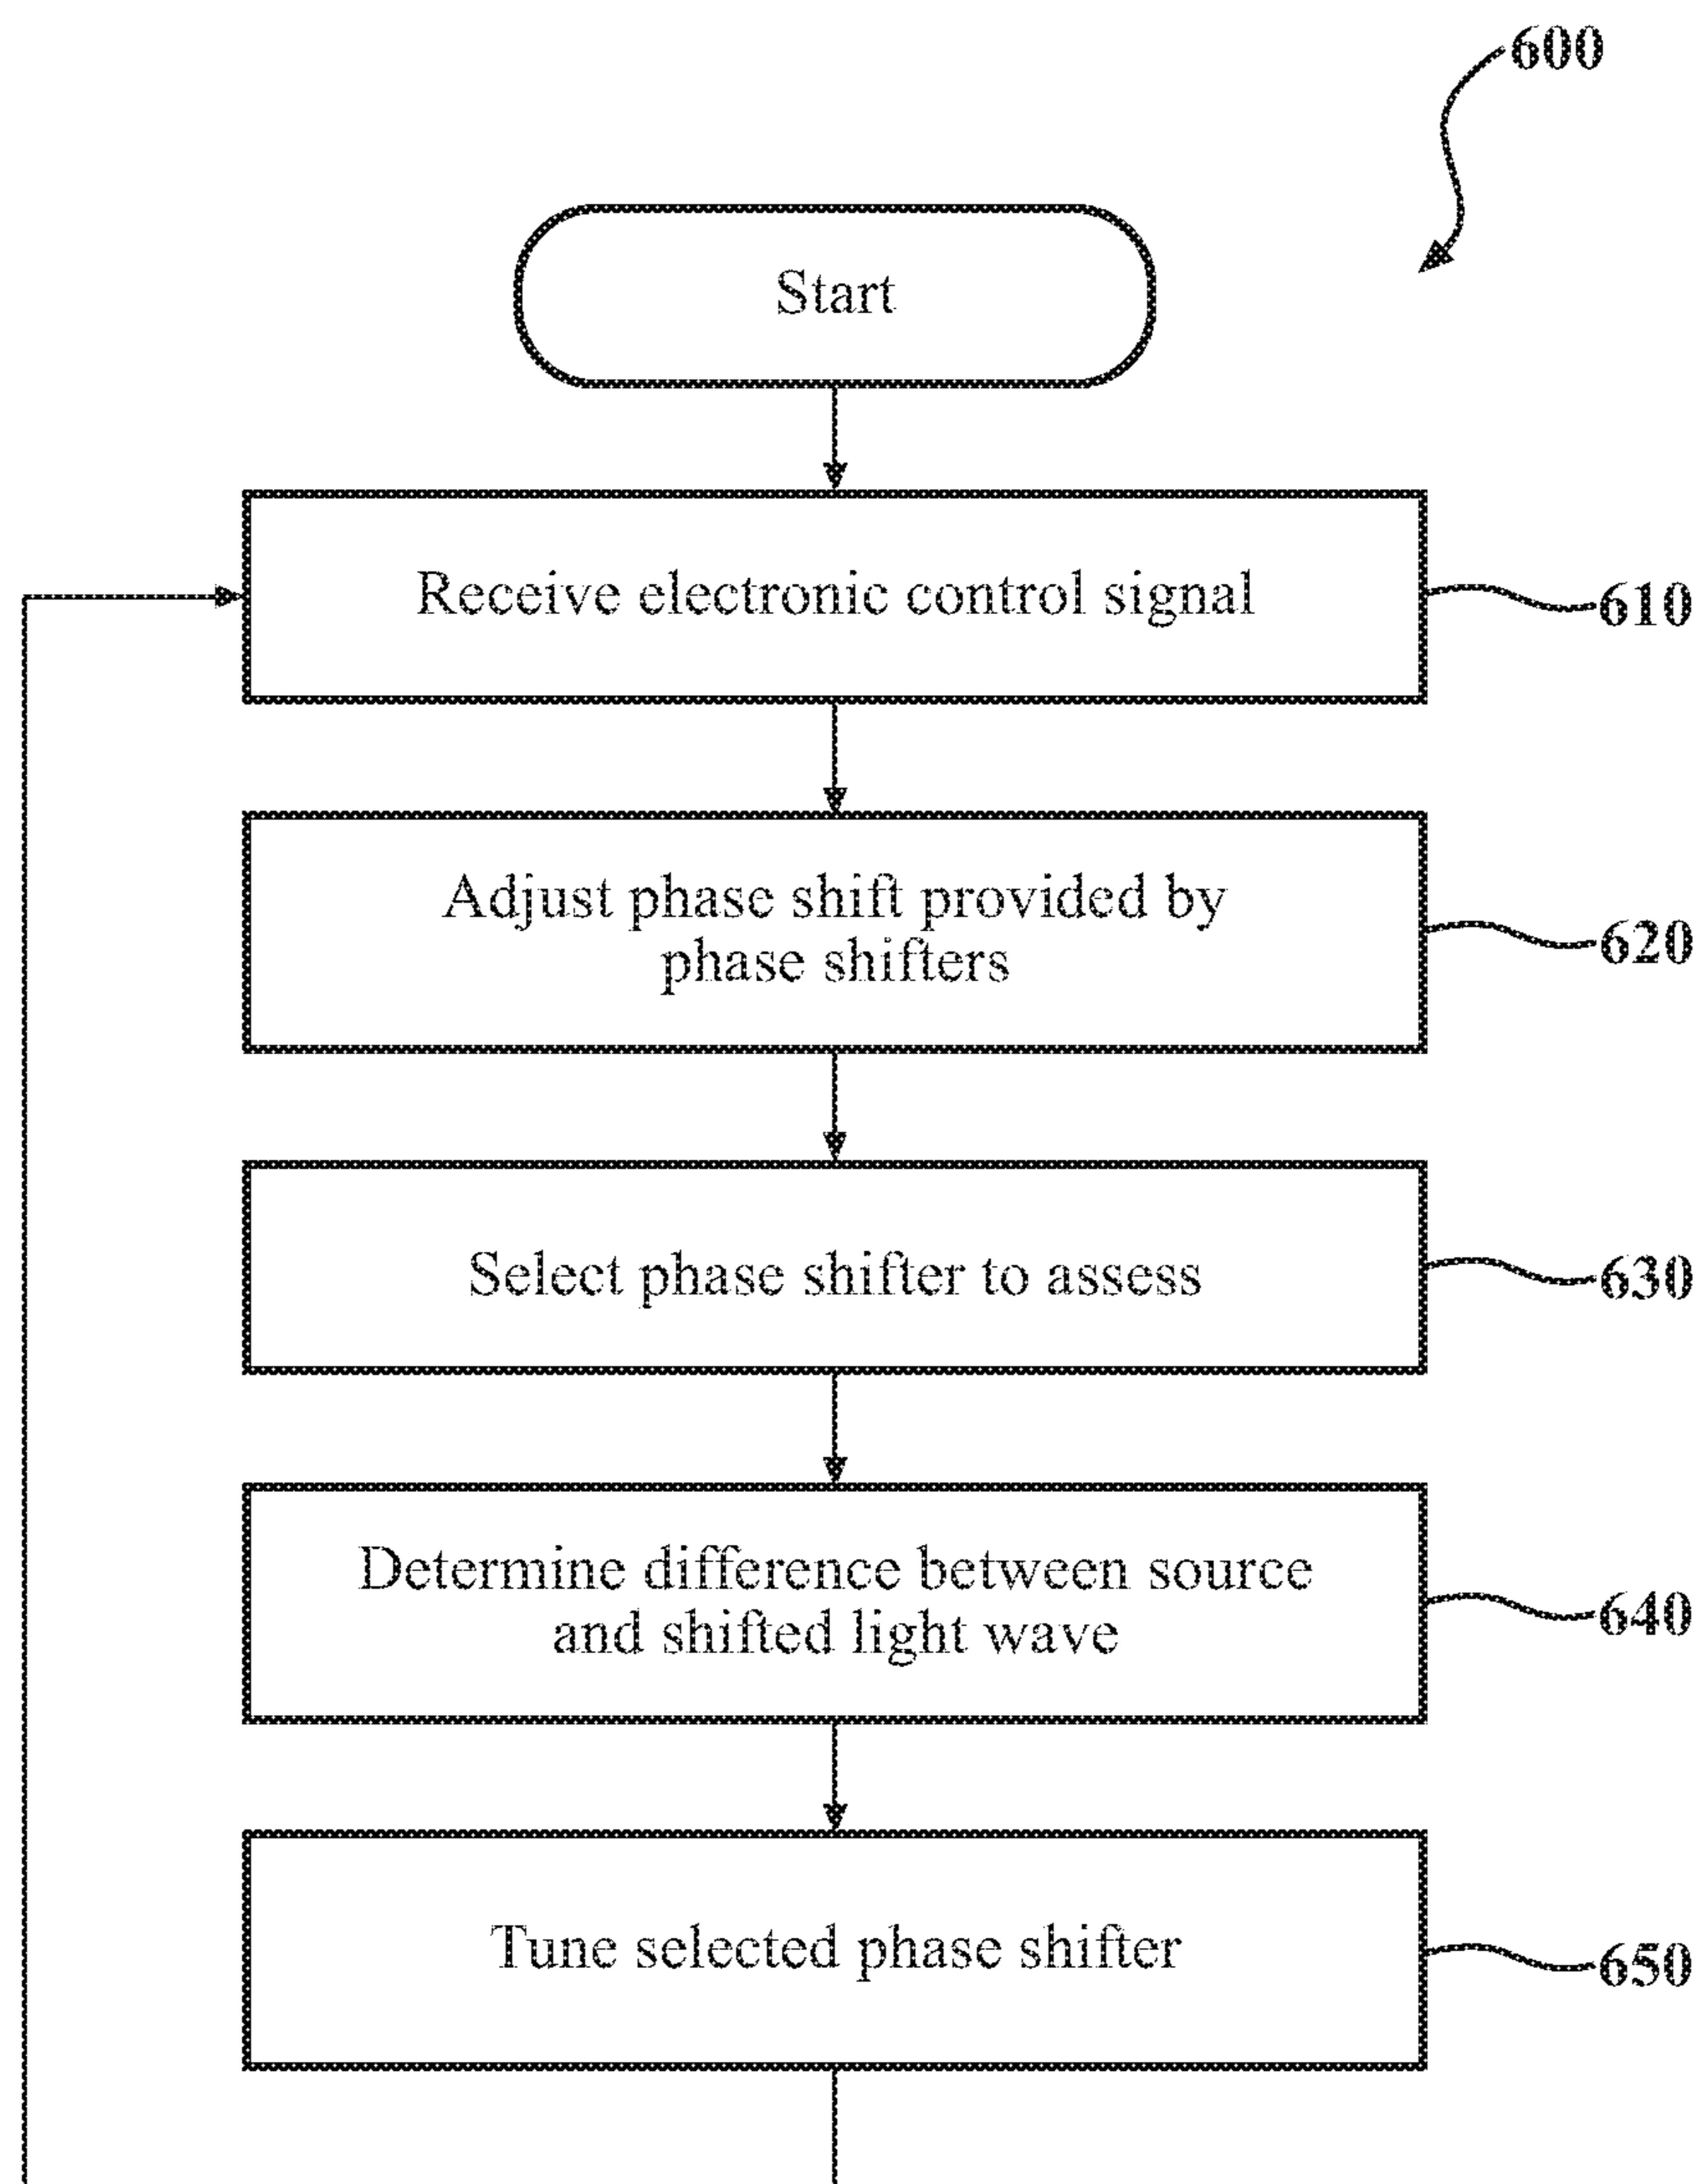 600
Start
Receive electronic control signal
610
Adjust phase shift provided by
phase shifters
620
Select phase shifter to assess
630
Determine difference between source
and shifted light wave
640
Tune selected phase shifter
650